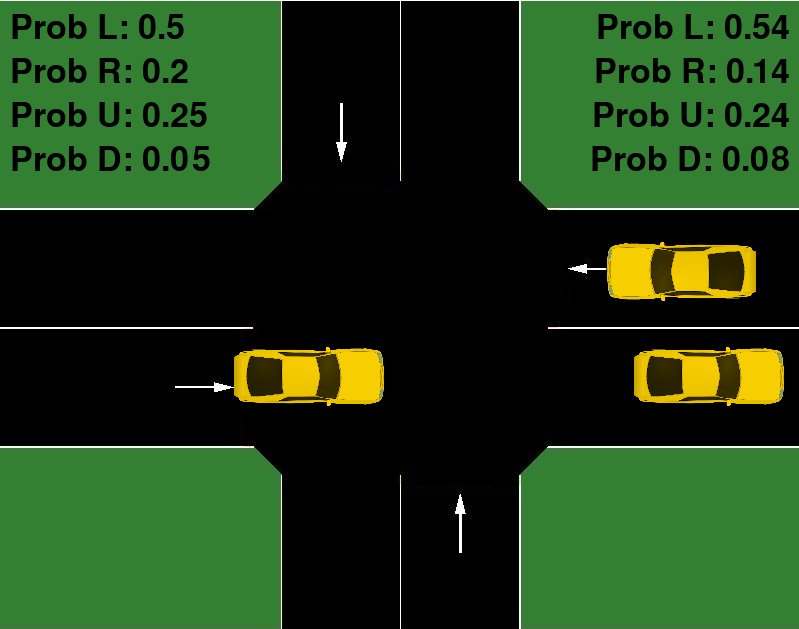 Prob L: 0.5
Prob R: 0.2
Prob U: 0.25
Prob D: 0.05
Prob L: 0.54
Prob R: 0.14
Prob U: 0.24
Prob D: 0.08